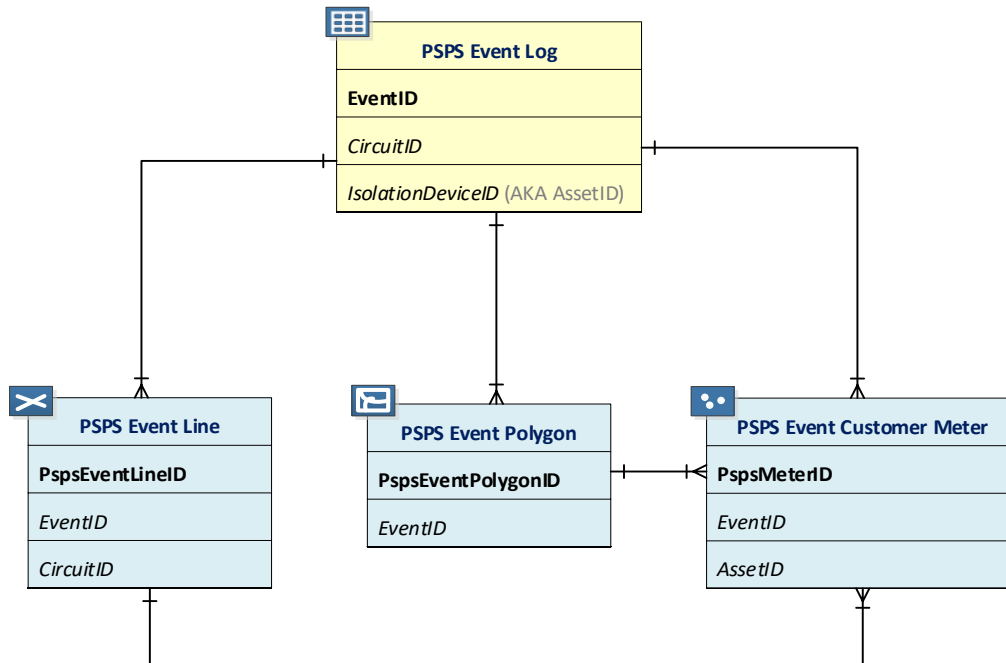 PSPS Event Log
EventID
CircuitID
IsolationDeviceID (AKA AssetID)
PSPS Event Line
PspsEventLineID
EventID
CircuitID
PSPS Event Polygon
PspsEventPolygonID
EventID
PSPS Event Customer Meter
PspsMeterID
EventID
AssetID